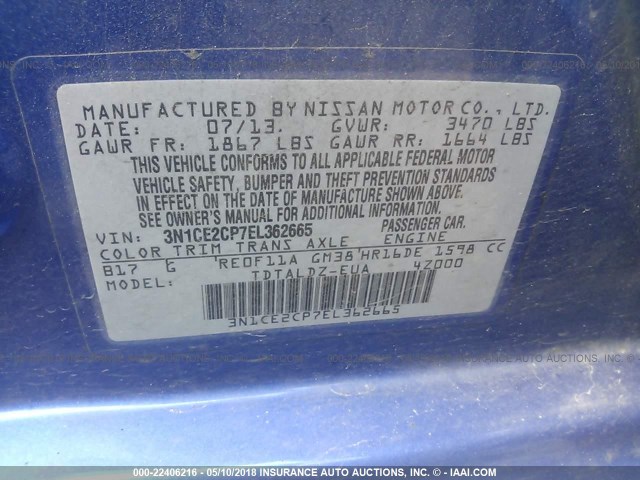 MANUFACTURED BY NISSAN MOTOR CO., LTD.
DATE: 07/13. GVWR: 3470 LBS
GAWR FR: 1867 LBS GAWR RR: 1664 LBS
THIS VEHICLE CONFORMS TO ALL APPLICABLE FEDERAL MOTOR
VEHICLE SAFETY, BUMPER AND THEFT PREVENTION STANDARDS
IN EFFECT ON THE DATE OF MANUFACTURE SHOWN ABOVE.
SEE OWNER'S MANUAL FOR ADDITIONAL INFORMATION.
VIN: 3N1CE2CP7EL362665 PASSENGER CAR.
COLOR TRIM TRANS AXLE ENGINE
B17 G RE0F11A GM38 HR16DE 1598 CC
MODEL: TDTALDZ-EUA 4Z000
3N1CE2CP7EL362665
000-22406216 - 05/10/2018 - INSURANCE AUTO AUCTIONS, INC. - © - IAAI.COM